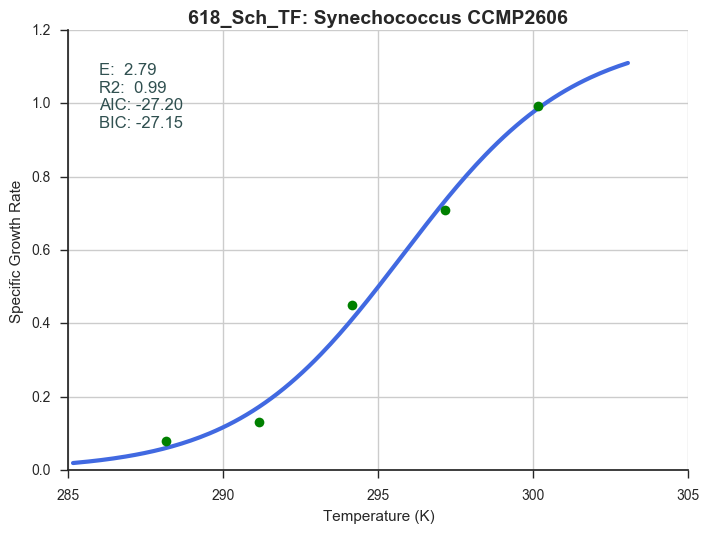 618_Sch_TF: Synechococcus CCMP2606
E:  2.79
R2:  0.99
AIC: -27.20
BIC: -27.15
1.2
1.0
0.8
0.6
0.4
0.2
0.0
Specific Growth Rate
285 290 295 300 305
Temperature (K)